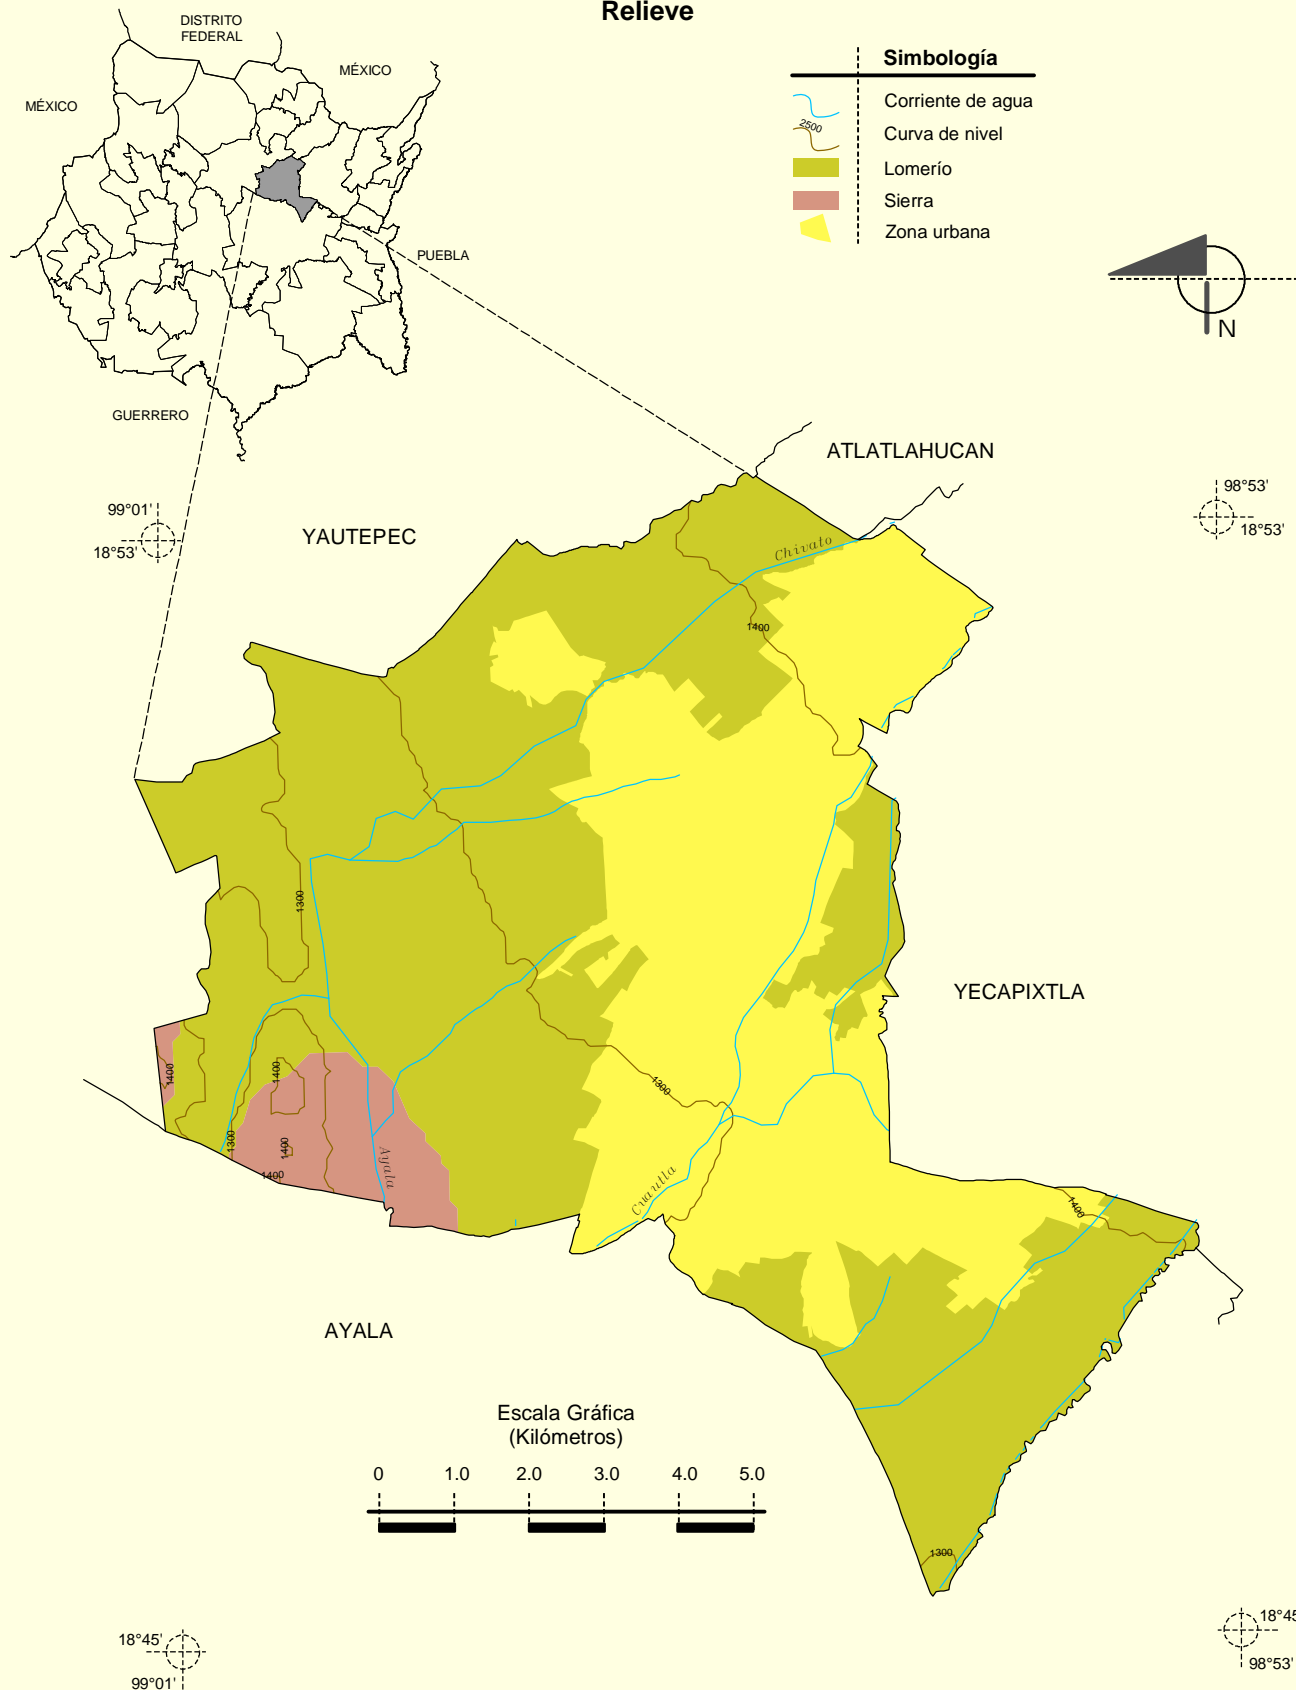 Relieve
DISTRITO
FEDERAL
MÉXICO
MÉXICO
PUEBLA
GUERRERO
Simbología
Corriente de agua
2500
Curva de nivel
Lomerío
Sierra
Zona urbana
N
ATLATLAHUCAN
YAUTEPEC
99°01'
18°53'
98°53'
18°53'
Chivato
1400
1300
YECAPIXTLA
1400
1400
1300
1400
1400
1300
Ayala
Cuautla
1400
AYALA
1300
Escala Gráfica
(Kilómetros)
0 1.0 2.0 3.0 4.0 5.0
18°45'
99°01'
18°45
98°53'